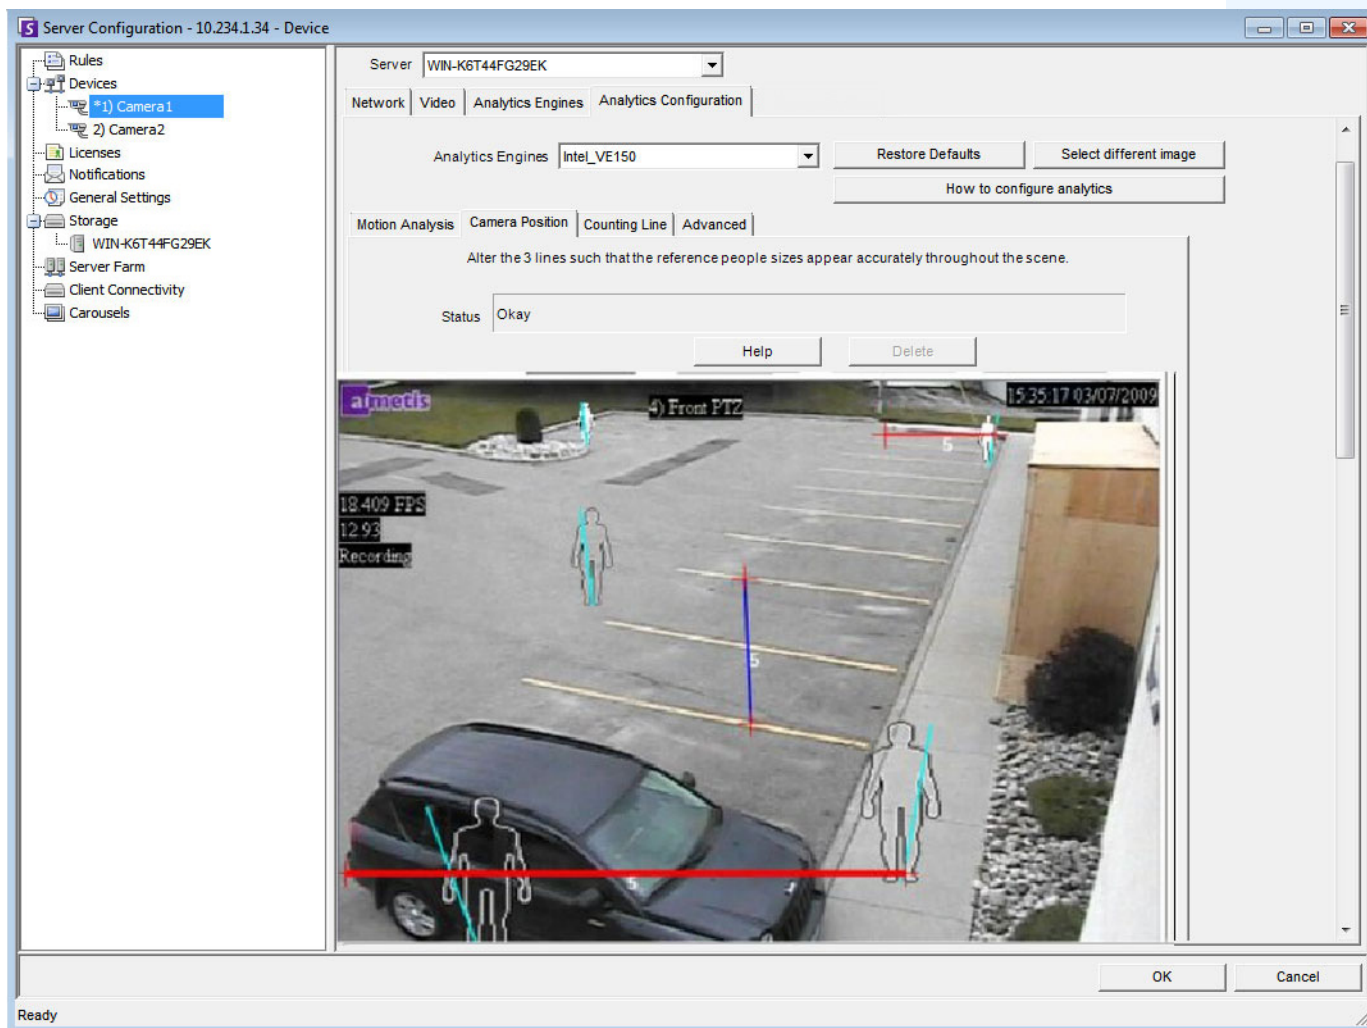 Server Configuration - 10.234.1.34 - Device
Rules
Devices
*1) Camera1
2) Camera2
Licenses
Notifications
General Settings
Storage
WIN-K6T44FG29EK
Server Farm
Client Connectivity
Carousels
Server WIN-K6T44FG29EK
Network Video Analytics Engines Analytics Configuration
Analytics Engines Intel_VE150 Restore Defaults Select different image
How to configure analytics
Motion Analysis Camera Position Counting Line Advanced
Alter the 3 lines such that the reference people sizes appear accurately throughout the scene.
Status Okay
Help Delete
aimetis 4) Front PTZ 15:35:17 03/07/2009
5
18.409 FPS
12.93
Recording
5
5
OK Cancel
Ready